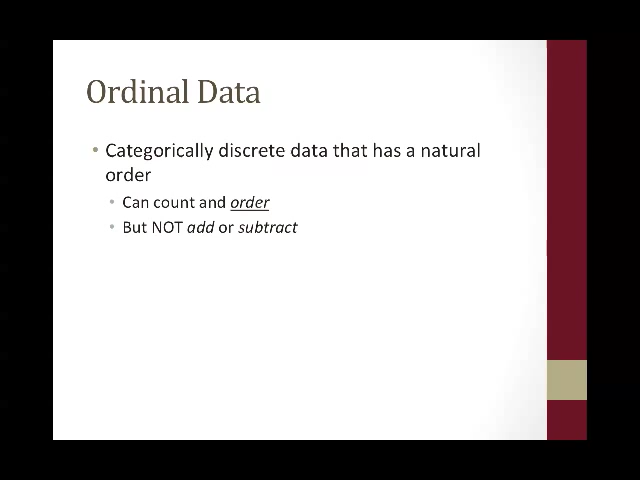 Ordinal Data
• Categorically discrete data that has a natural
order
• Can count and order
• But NOT add or subtract